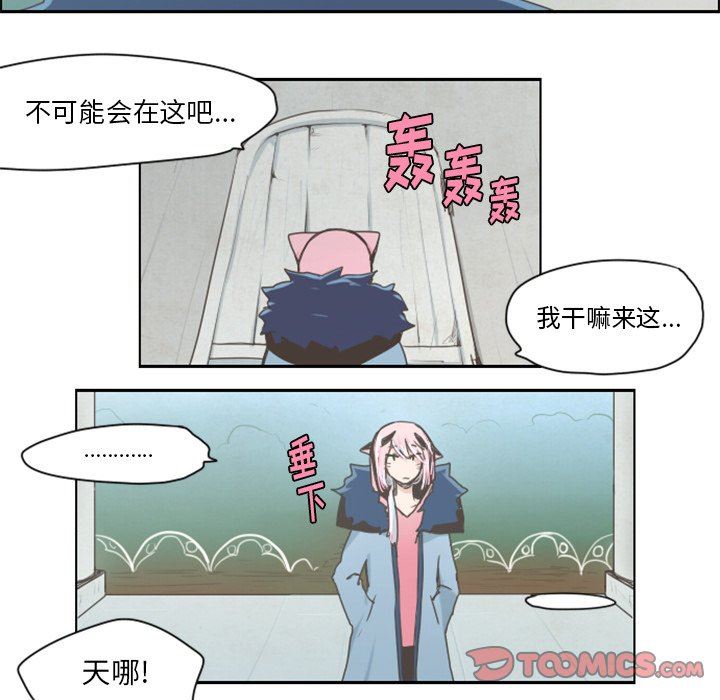 不可能会在这吧...
轰
轰
轰
我干嘛来这...
............
垂
下
天哪!
TOOMICS.COM